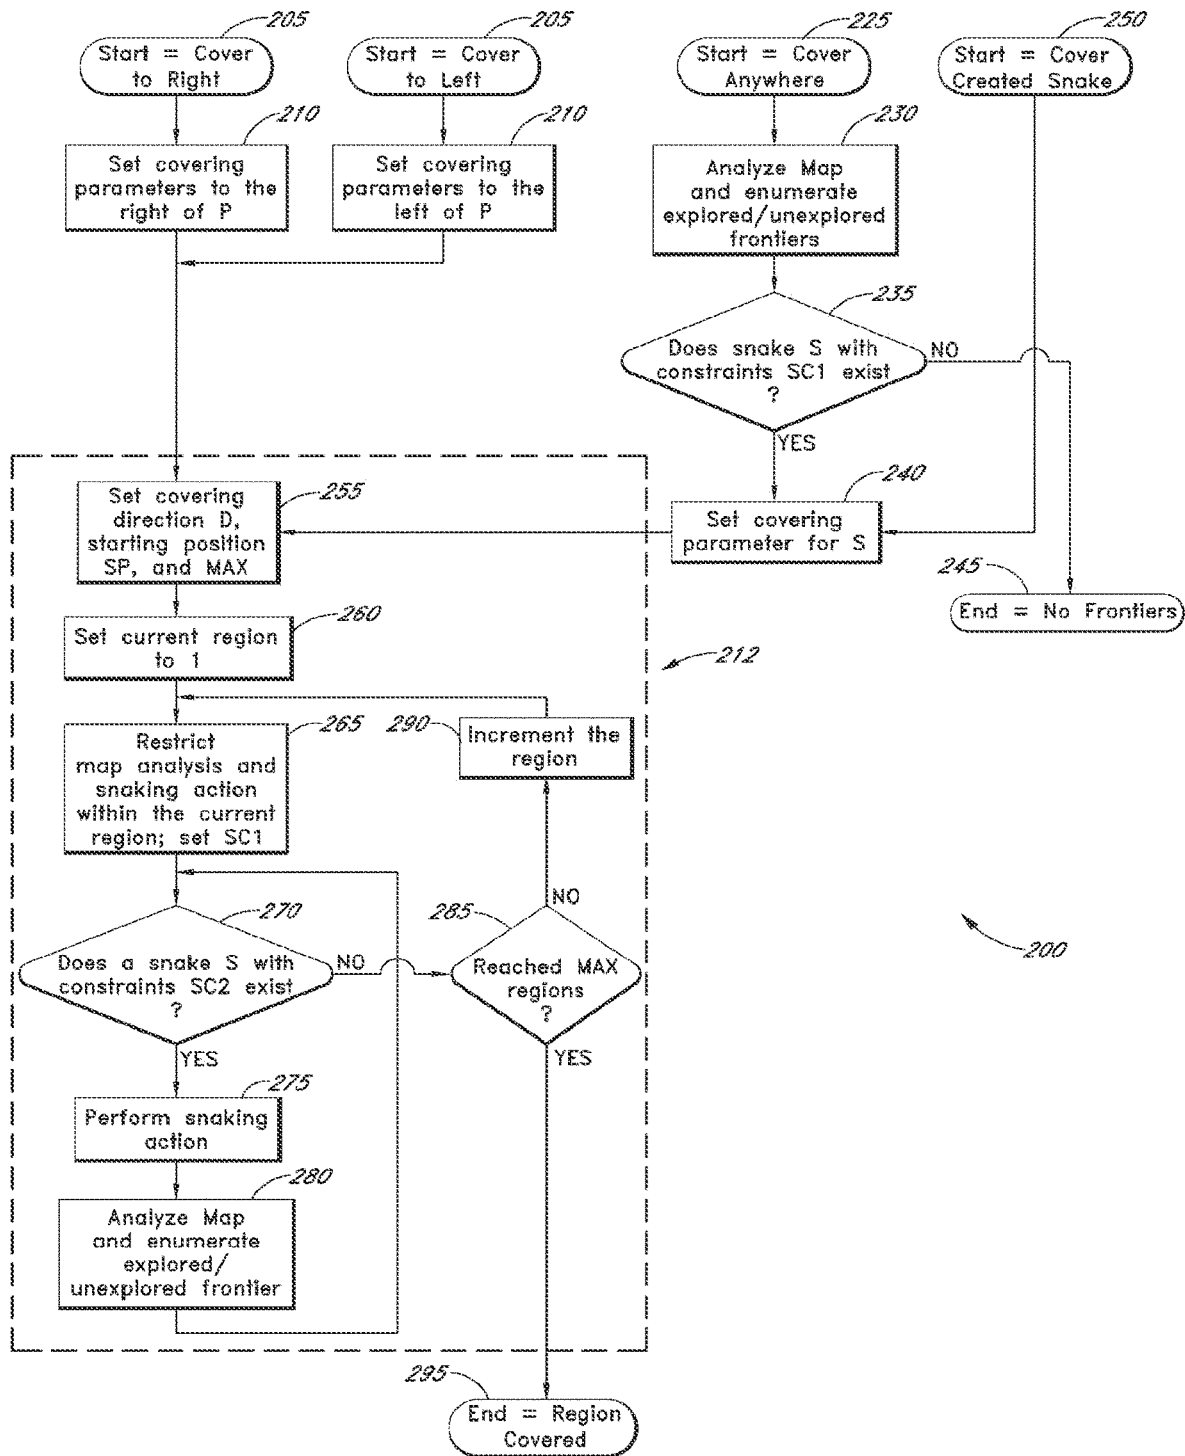 205
Start = Cover
to Right
205
Start = Cover
to Left
225
Start = Cover
Anywhere
250
Start = Cover
Created Snake
210
Set covering
parameters to the
right of P
210
Set covering
parameters to the
left of P
230
Analyze Map
and enumerate
explored/unexplored
frontiers
235
Does snake S with
constraints SC1 exist
?
NO
YES
240
Set covering
parameter for S
245
End = No Frontiers
255
Set covering
direction D,
starting position
SP, and MAX
260
Set current region
to 1
212
265
Restrict
map analysis and
snaking action
within the current
region; set SC1
290
Increment the
region
270
Does a snake S with
constraints SC2 exist
?
NO
YES
285
NO
Reached MAX
regions
?
YES
200
275
Perform snaking
action
280
Analyze Map
and enumerate
explored/
unexplored frontier
295
End = Region
Covered